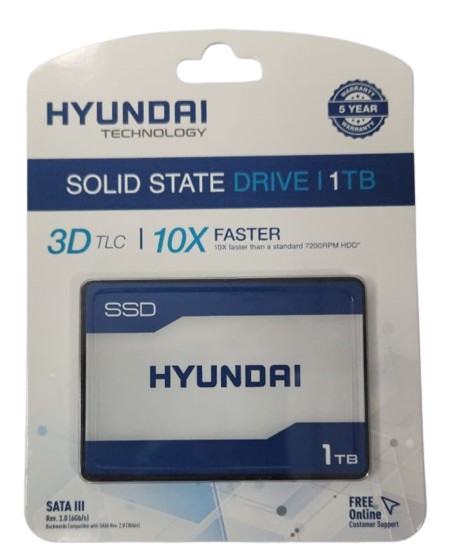 HYUNDAI
TECHNOLOGY
WARRANTY
5 YEAR
WARRANTY
SOLID STATE DRIVE | 1TB
3D TLC | 10X FASTER
10X faster than a standard 7200RPM HDD*
SSD
HYUNDAI
1TB
SATA III
Rev. 3.0 (6Gb/s)
Backwards Compatible with SATA Rev. 2.0 (3Gb/s)
FREE
Online
Customer Support